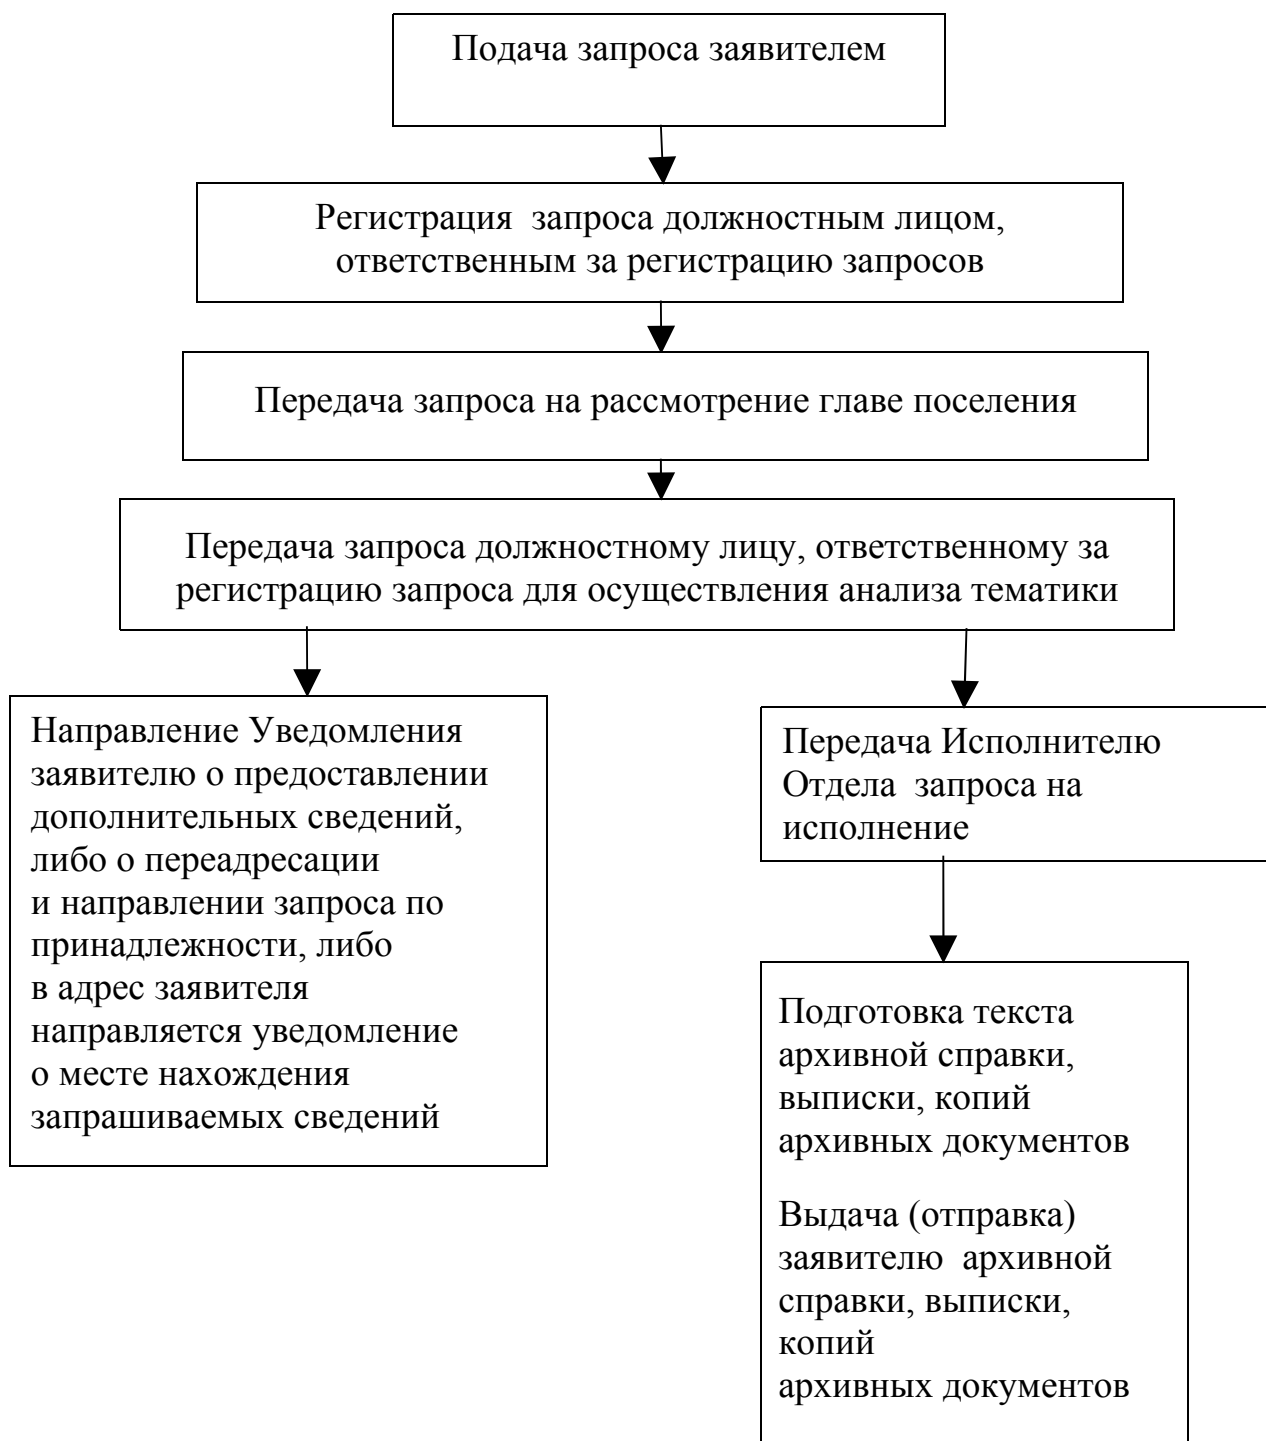 Подача запроса заявителем
Регистрация  запроса должностным лицом,
ответственным за регистрацию запросов
Передача запроса на рассмотрение главе поселения
Передача запроса должностному лицу, ответственному за
регистрацию запроса для осуществления анализа тематики
Направление Уведомления
заявителю о предоставлении
дополнительных сведений,
либо о переадресации
и направлении запроса по
принадлежности, либо
в адрес заявителя
направляется уведомление
о месте нахождения
запрашиваемых сведений
Передача Исполнителю
Отдела  запроса на
исполнение
Подготовка текста
архивной справки,
выписки, копий
архивных документов
Выдача (отправка)
заявителю  архивной
справки, выписки,
копий
архивных документов